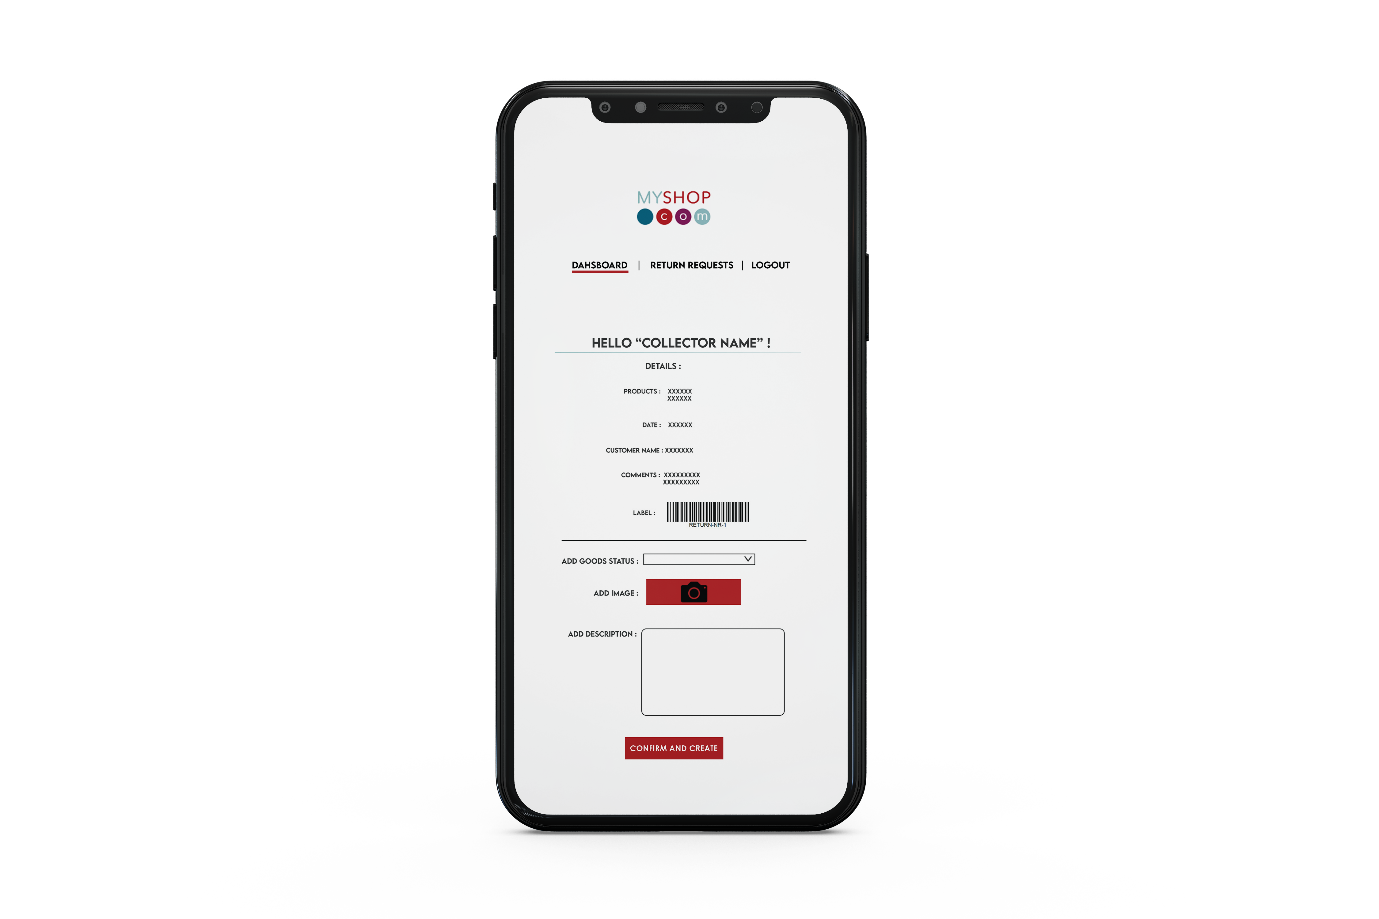 MYSHOP
com
DAHSBOARD | RETURN REQUESTS | LOGOUT
HELLO “COLLECTOR NAME” !
DETAILS :
PRODUCTS : XXXXXX
XXXXXX
DATE : XXXXXX
CUSTOMER NAME : XXXXXXX
COMMENTS : XXXXXXXXX
XXXXXXXXX
LABEL :
RETURN-NR-1
ADD GOODS STATUS :
ADD IMAGE :
ADD DESCRIPTION :
CONFIRM AND CREATE